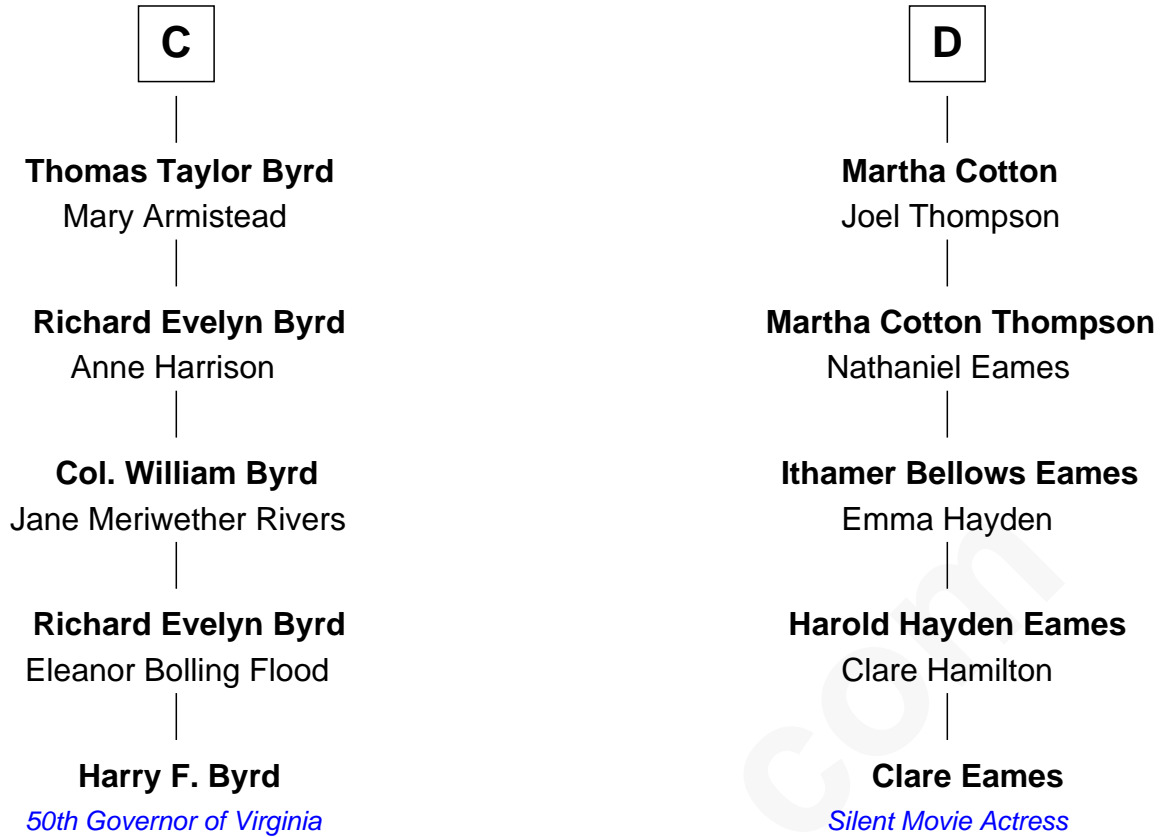 C
Thomas Taylor Byrd
Mary Armistead
Richard Evelyn Byrd
Anne Harrison
Col. William Byrd
Jane Meriwether Rivers
Richard Evelyn Byrd
Eleanor Bolling Flood
Harry F. Byrd
50th Governor of Virginia
D
Martha Cotton
Joel Thompson
Martha Cotton Thompson
Nathaniel Eames
Ithamer Bellows Eames
Emma Hayden
Harold Hayden Eames
Clare Hamilton
Clare Eames
Silent Movie Actress
com